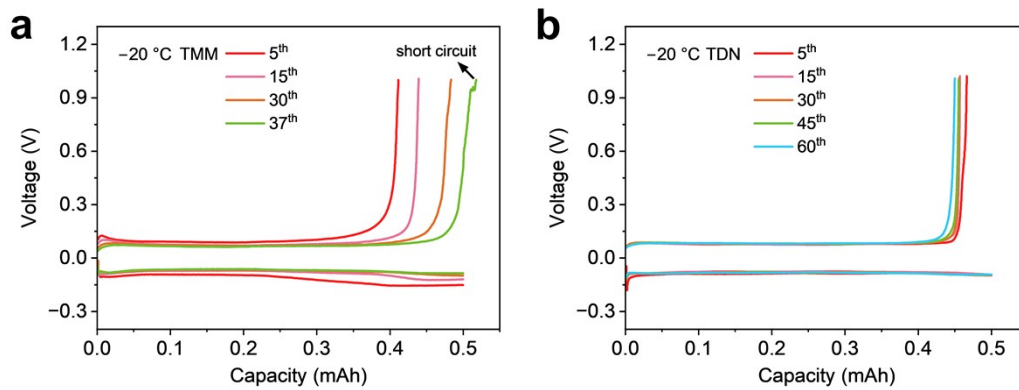 a
−20 °C TMM
5th
15th
30th
37th
short circuit
1.2
0.9
0.6
0.3
0.0
−0.3
Voltage (V)
0.0 0.1 0.2 0.3 0.4 0.5
Capacity (mAh)
b
−20 °C TDN
5th
15th
30th
45th
60th
1.2
0.9
0.6
0.3
0.0
−0.3
Voltage (V)
0.0 0.1 0.2 0.3 0.4 0.5
Capacity (mAh)